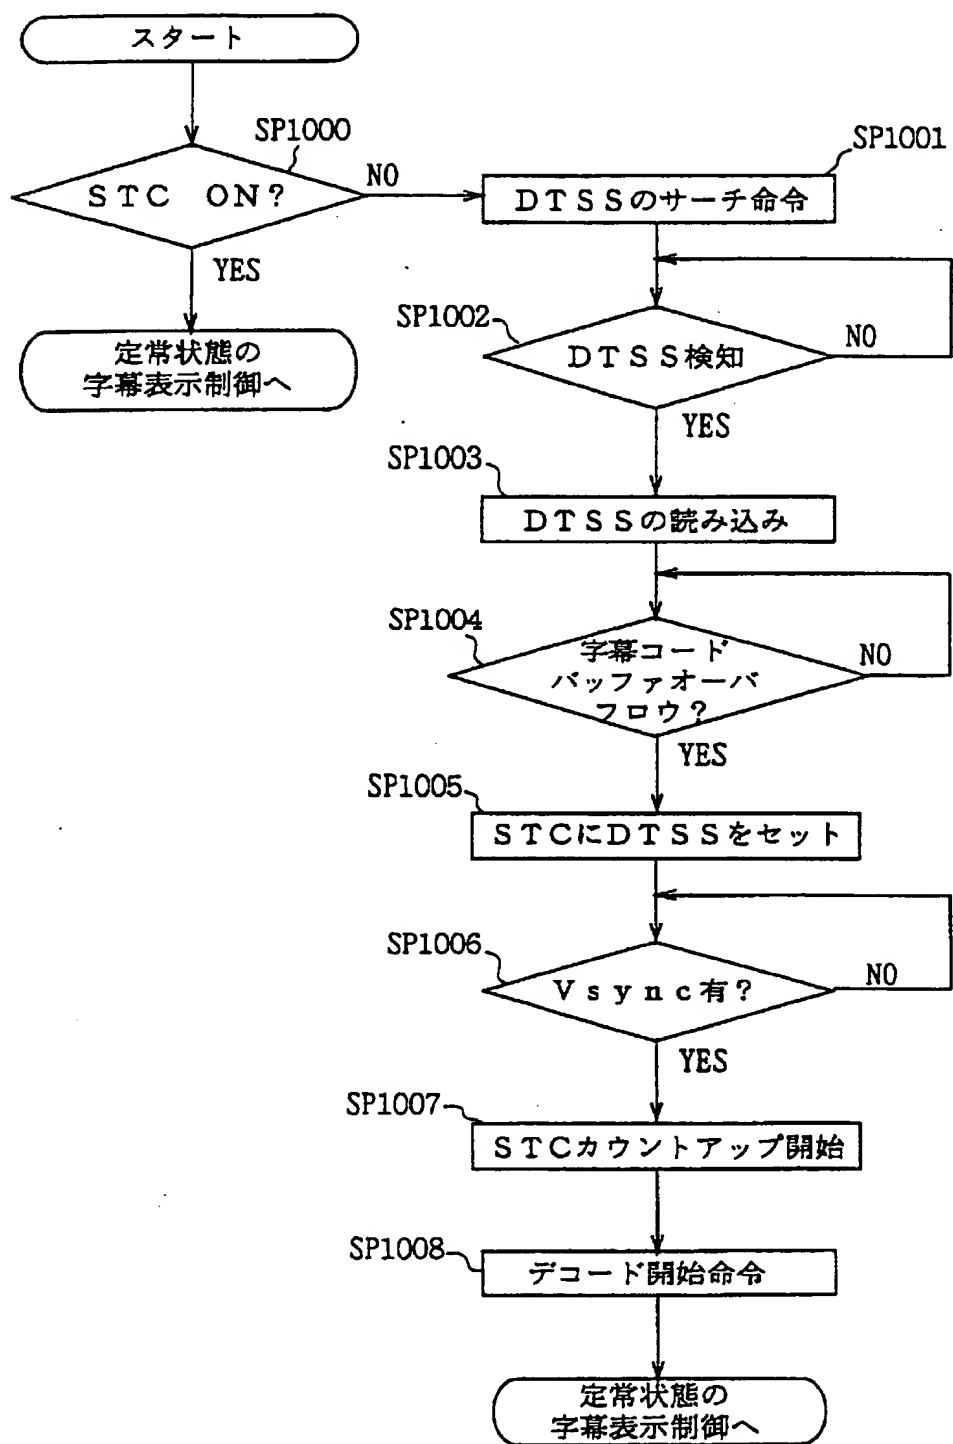 スタート
SP1000
STC ON?
NO
YES
定常状態の
字幕表示制御へ
SP1001
DTSSのサーチ命令
SP1002
DTSS検知
NO
YES
SP1003
DTSSの読み込み
SP1004
字幕コード
バッファオーバ
フロウ?
NO
YES
SP1005
STCにDTSSをセット
SP1006
Vsync有?
NO
YES
SP1007
STCカウントアップ開始
SP1008
デコード開始命令
定常状態の
字幕表示制御へ